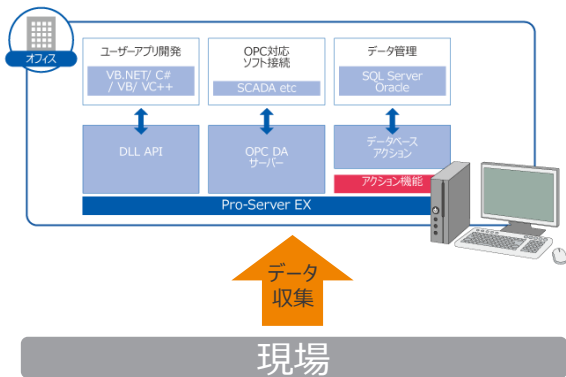 オフィス
ユーザーアプリ開発
VB.NET/ C#
/ VB/ VC++
DLL API
OPC対応
ソフト接続
SCADA etc
OPC DA
サーバー
データ管理
SQL Server
Oracle
データベース
アクション
アクション機能
Pro-Server EX
データ
収集
現場